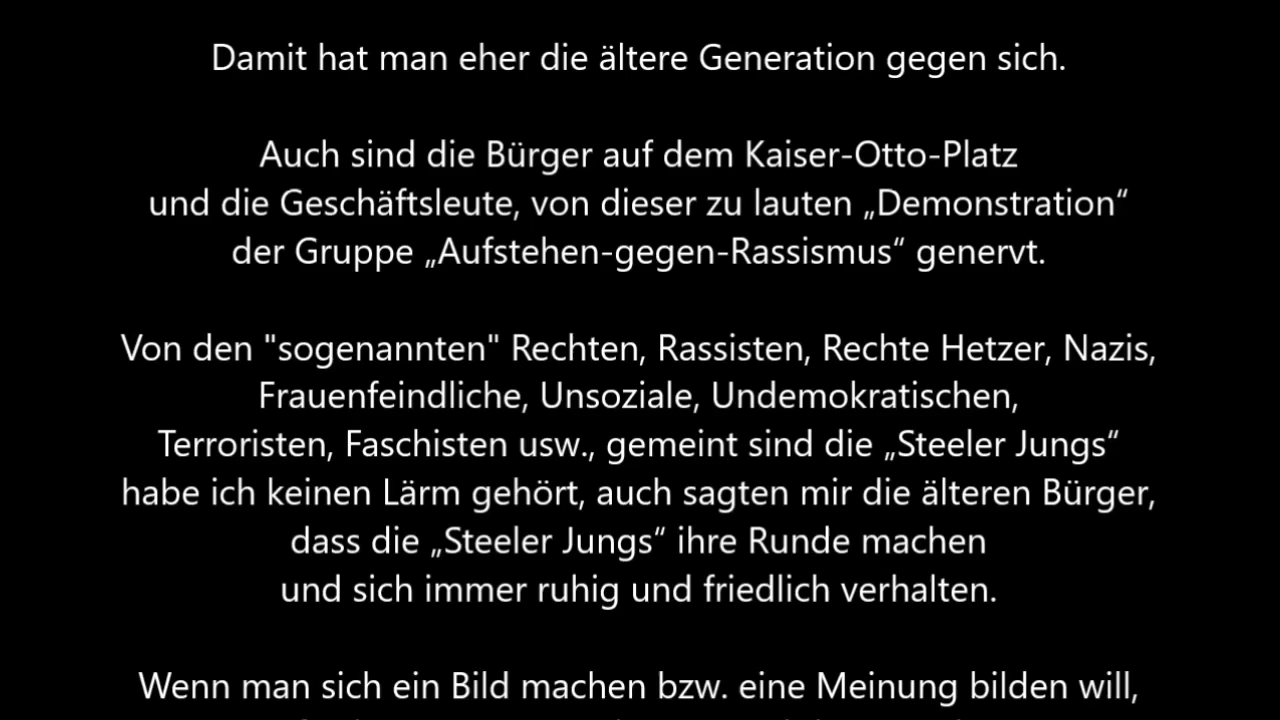 Damit hat man eher die ältere Generation gegen sich.
Auch sind die Bürger auf dem Kaiser-Otto-Platz
und die Geschäftsleute, von dieser zu lauten „Demonstration“
der Gruppe „Aufstehen-gegen-Rassismus“ genervt.
Von den "sogenannten" Rechten, Rassisten, Rechte Hetzer, Nazis,
Frauenfeindliche, Unsoziale, Undemokratischen,
Terroristen, Faschisten usw., gemeint sind die „Steeler Jungs“
habe ich keinen Lärm gehört, auch sagten mir die älteren Bürger,
dass die „Steeler Jungs“ ihre Runde machen
und sich immer ruhig und friedlich verhalten.
Wenn man sich ein Bild machen bzw. eine Meinung bilden will,